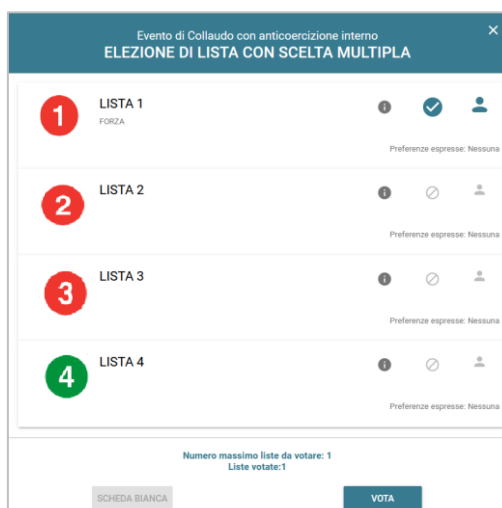 Evento di Collaudo con anticoercizione interno
ELEZIONE DI LISTA CON SCELTA MULTIPLA
1
LISTA 1
FORZA
Preferenze espresse: Nessuna
2
LISTA 2
Preferenze espresse: Nessuna
3
LISTA 3
Preferenze espresse: Nessuna
4
LISTA 4
Preferenze espresse: Nessuna
Numero massimo liste da votare: 1
Liste votate:1
SCHEDA BIANCA VOTA